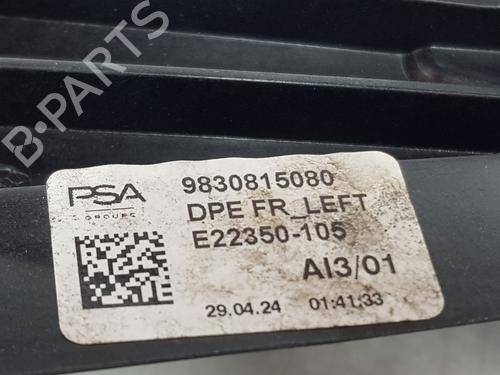 B-PARTS
PSA
GROUPE
9830815080
DPE FR_LEFT
E22350-105
AI3/01
29.04.24 01:41:33